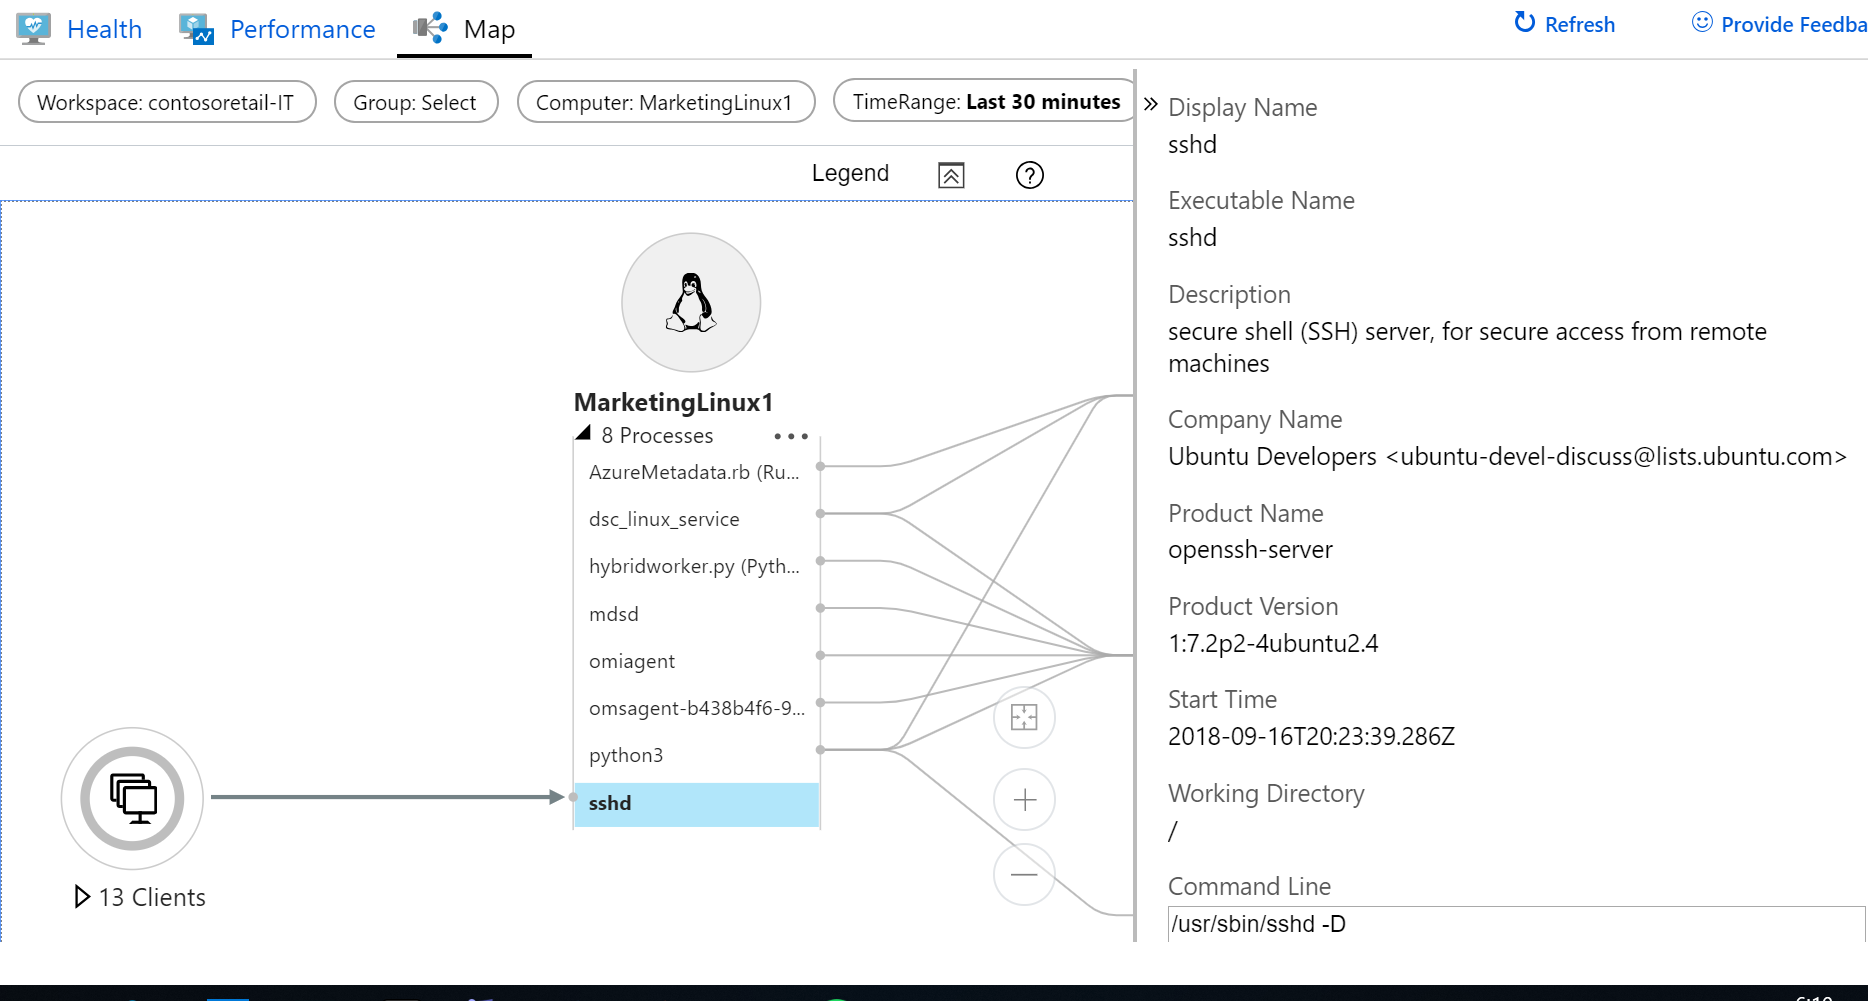 Health
Performance
Map
Refresh
Provide Feedba
Workspace: contosoretail-IT
Group: Select
Computer: MarketingLinux1
TimeRange: Last 30 minutes
Legend
?
MarketingLinux1
8 Processes
AzureMetadata.rb (Ru...
dsc_linux_service
hybridworker.py (Pyth...
mdsd
omiagent
omsagent-b438b4f6-9...
python3
sshd
13 Clients
Display Name
sshd
Executable Name
sshd
Description
secure shell (SSH) server, for secure access from remote
machines
Company Name
Ubuntu Developers <ubuntu-devel-discuss@lists.ubuntu.com>
Product Name
openssh-server
Product Version
1:7.2p2-4ubuntu2.4
Start Time
2018-09-16T20:23:39.286Z
Working Directory
/
Command Line
/usr/sbin/sshd -D